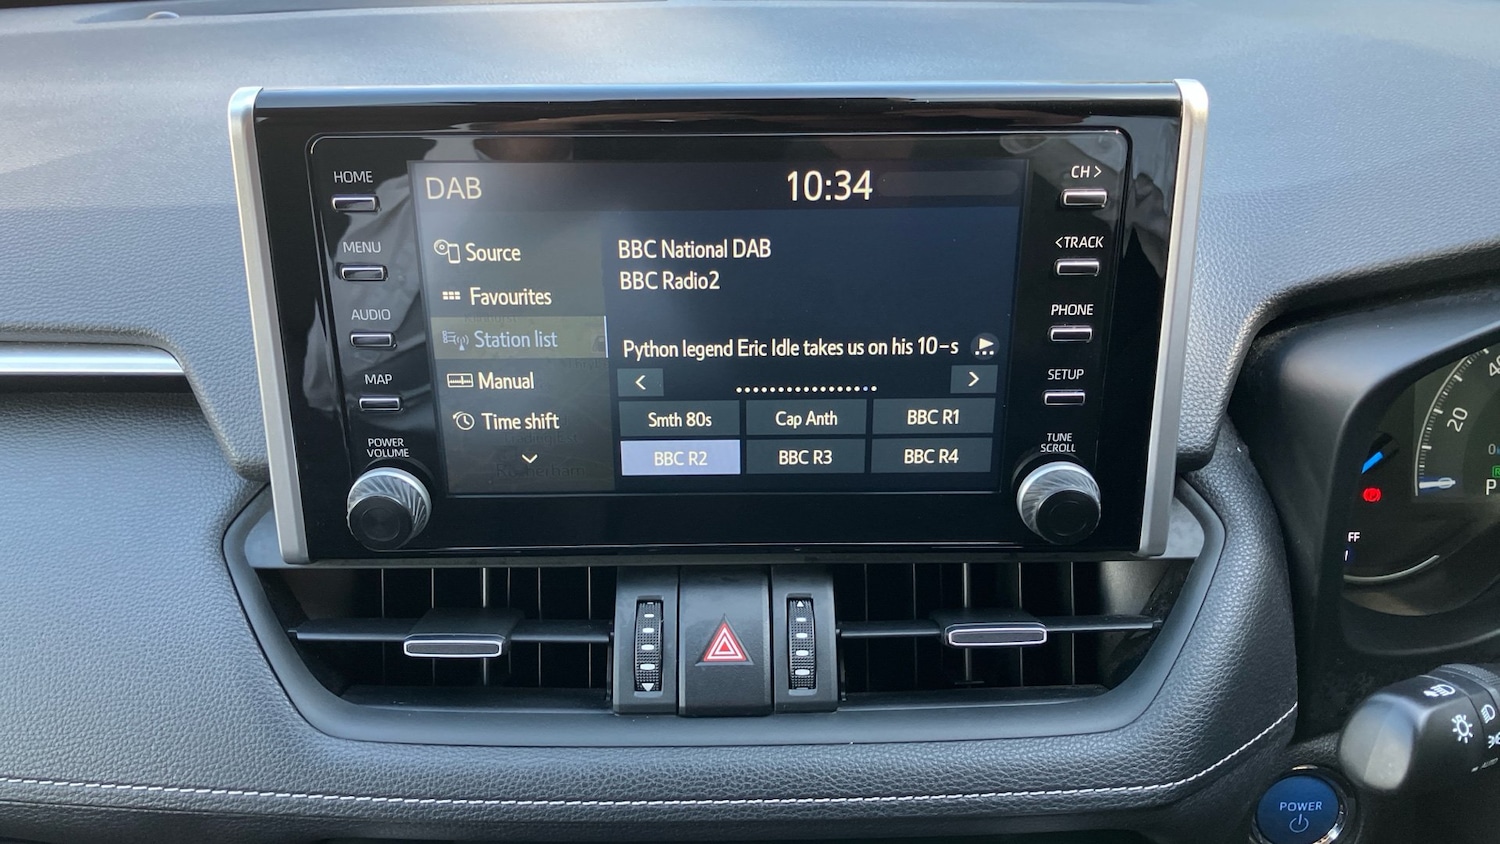 HOME
MENU
AUDIO
MAP
POWER
VOLUME
DAB
10:34
Source
Favourites
Station list
Manual
Time shift
BBC National DAB
BBC Radio2
Python legend Eric Idle takes us on his 10-s
<
>
Smth 80s
Cap Anth
BBC R1
BBC R2
BBC R3
BBC R4
CH >
<TRACK
PHONE
SETUP
TUNE
SCROLL
20
P
FF
AUTO
POWER